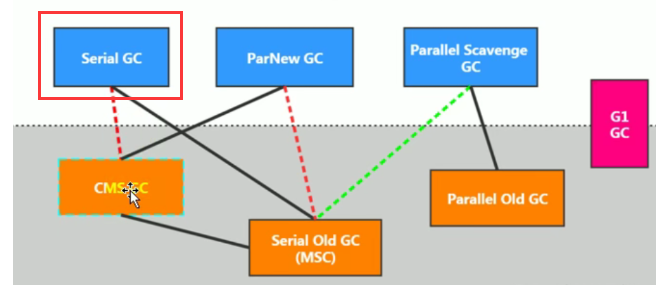 Serial GC
ParNew GC
Parallel Scavenge
GC
G1
GC
CMS GC
Parallel Old GC
Serial Old GC
(MSC)